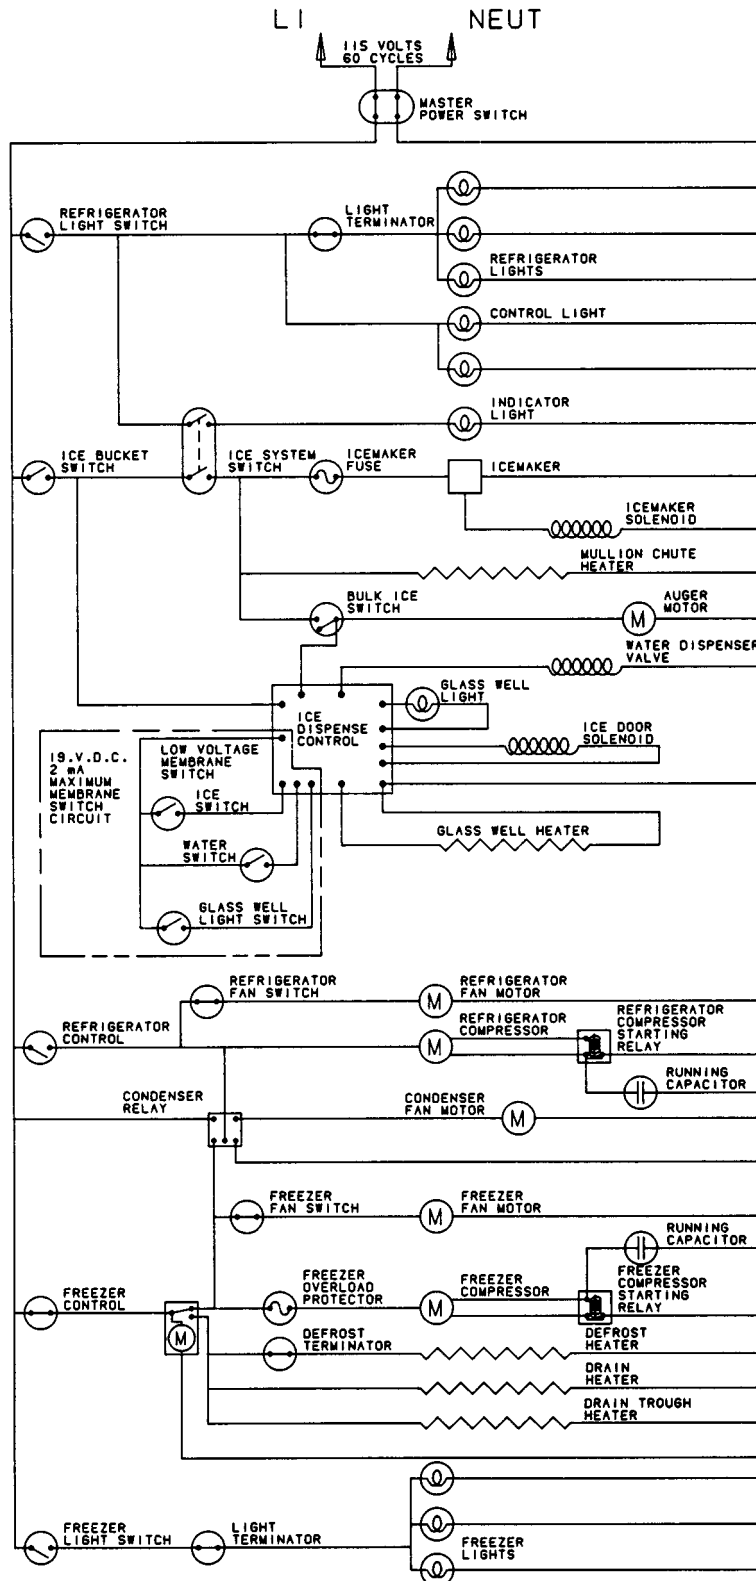 L1 NEUT
115 VOLTS
60 CYCLES
MASTER
POWER SWITCH
REFRIGERATOR
LIGHT SWITCH
LIGHT
TERMINATOR
REFRIGERATOR
LIGHTS
CONTROL LIGHT
INDICATOR
LIGHT
ICE BUCKET
SWITCH
ICE SYSTEM
SWITCH
ICEMAKER
FUSE
ICEMAKER
ICEMAKER
SOLENOID
MULLION CHUTE
HEATER
BULK ICE
SWITCH
AUGER
MOTOR
M
WATER DISPENSER
VALVE
GLASS WELL
LIGHT
ICE
DISPENSE
CONTROL
ICE DOOR
SOLENOID
19.V.D.C.
2 mA
MAXIMUM
MEMBRANE
SWITCH
CIRCUIT
LOW VOLTAGE
MEMBRANE
SWITCH
ICE
SWITCH
WATER
SWITCH
GLASS WELL HEATER
GLASS WELL
LIGHT SWITCH
REFRIGERATOR
FAN SWITCH
M
REFRIGERATOR
FAN MOTOR
REFRIGERATOR
CONTROL
M
REFRIGERATOR
COMPRESSOR
REFRIGERATOR
COMPRESSOR
STARTING
RELAY
RUNNING
CAPACITOR
CONDENSER
RELAY
CONDENSER
FAN MOTOR
M
FREEZER
FAN SWITCH
M
FREEZER
FAN MOTOR
RUNNING
CAPACITOR
FREEZER
CONTROL
M
FREEZER
OVERLOAD
PROTECTOR
M
FREEZER
COMPRESSOR
FREEZER
COMPRESSOR
STARTING
RELAY
DEFROST
TERMINATOR
DEFROST
HEATER
DRAIN
HEATER
DRAIN TROUGH
HEATER
FREEZER
LIGHT SWITCH
LIGHT
TERMINATOR
FREEZER
LIGHTS